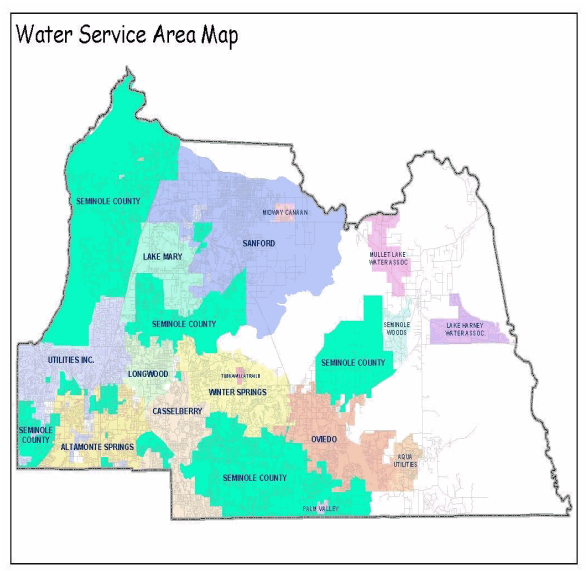 Water Service Area Map
SEMINOLE COUNTY
MIDWAY CANAAN
SANFORD
LAKE MARY
MULLET LAKE
WATER ASSOC
SEMINOLE COUNTY
SEMINOLE
WOODS
LAKE HARNEY
WATER ASSOC.
UTILITIES INC.
SEMINOLE COUNTY
LONGWOOD
WINTER SPRINGS
CASSELBERRY
SEMINOLE
COUNTY
ALTAMONTE SPRINGS
OVIEDO
AQUA
UTILITIES
SEMINOLE COUNTY
PALM VALLEY